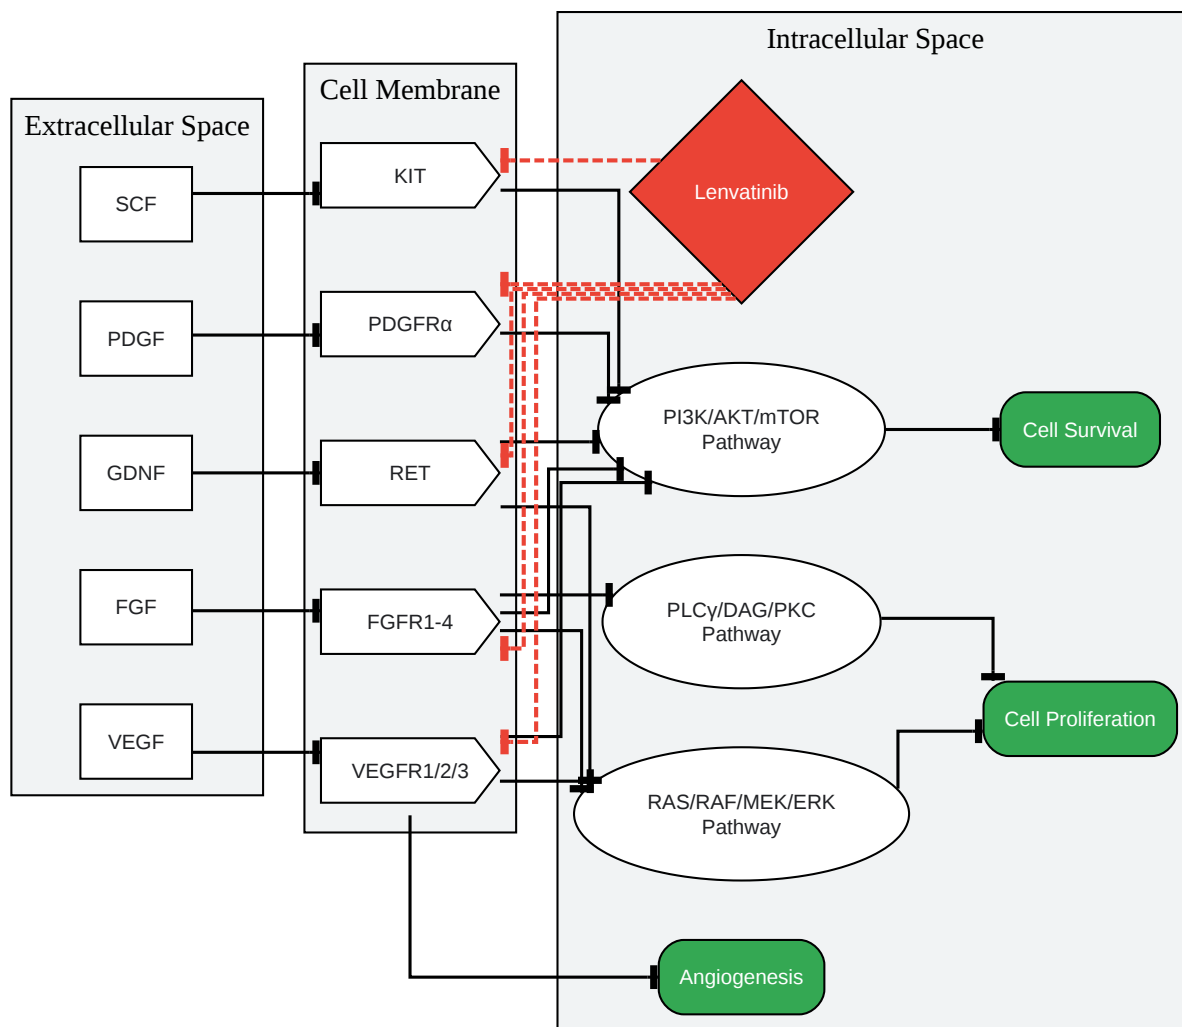 Intracellular Space
Cell Membrane
Extracellular Space
KIT
Lenvatinib
SCF
PDGFRα
PDGF
PI3K/AKT/mTOR
Pathway
Cell Survival
GDNF
RET
FGF
FGFR1-4
PLCγ/DAG/PKC
Pathway
Cell Proliferation
VEGF
VEGFR1/2/3
RAS/RAF/MEK/ERK
Pathway
Angiogenesis